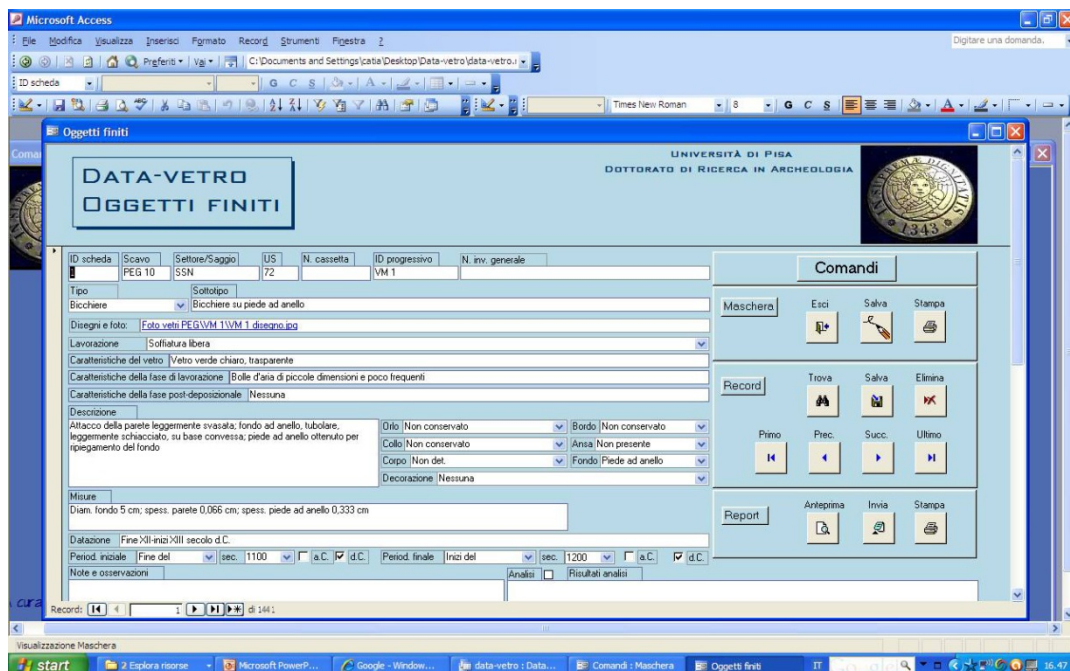 Microsoft Access
File Modifica Visualizza Inserisci Formato Record Strumenti Finestra ?
Digitare una domanda.
Preferiti Vai C:\Documents and Settings\catia\Desktop\Data-vetro\data-vetro.
ID scheda G C S
Times New Roman 8 G C S
Oggetti finiti
DATA-VETRO
OGGETTI FINITI
UNIVERSITÀ DI PISA
DOTTORATO DI RICERCA IN ARCHEOLOGIA
IN SUPREMÆ DIGNITATIS
1343
ID scheda Scavo Settore/Saggio US N. cassetta ID progressivo N. inv. generale
1 PEG 10 SSN 72 VM 1
Tipo Sottotipo
Bicchiere Bicchiere su piede ad anello
Disegni e foto: Foto vetri PEG\VM 1\VM 1 disegno.jpg
Lavorazione Soffiatura libera
Caratteristiche del vetro Vetro verde chiaro, trasparente
Caratteristiche della fase di lavorazione Bolle d'aria di piccole dimensioni e poco frequenti
Caratteristiche della fase post-deposizionale Nessuna
Descrizione
Attacco della parete leggermente svasata; fondo ad anello, tubolare,
leggermente schiacciato, su base convessa; piede ad anello ottenuto per
ripiegamento del fondo
Orlo Non conservato Bordo Non conservato
Collo Non conservato Ansa Non presente
Corpo Non det. Fondo Piede ad anello
Decorazione Nessuna
Misure
Diam. fondo 5 cm; spess. parete 0,066 cm; spess. piede ad anello 0,333 cm
Datazione Fine XII-inizi XIII secolo d.C.
Period. iniziale Fine del sec. 1100 a.C. d.C. Period. finale Inizi del sec. 1200 a.C. d.C.
Note e osservazioni Analisi Risultati analisi
Comandi
Maschera Esci Salva Stampa
Record Trova Salva Elimina
Primo Prec. Succ. Ultimo
Report Anteprima Invia Stampa
Record: 1 di 1441
Visualizzazione Maschera
start 2 Esplora risorse Microsoft PowerP... Google - Window... data-vetro : Data... Comandi : Maschera Oggetti finiti IT 16.47